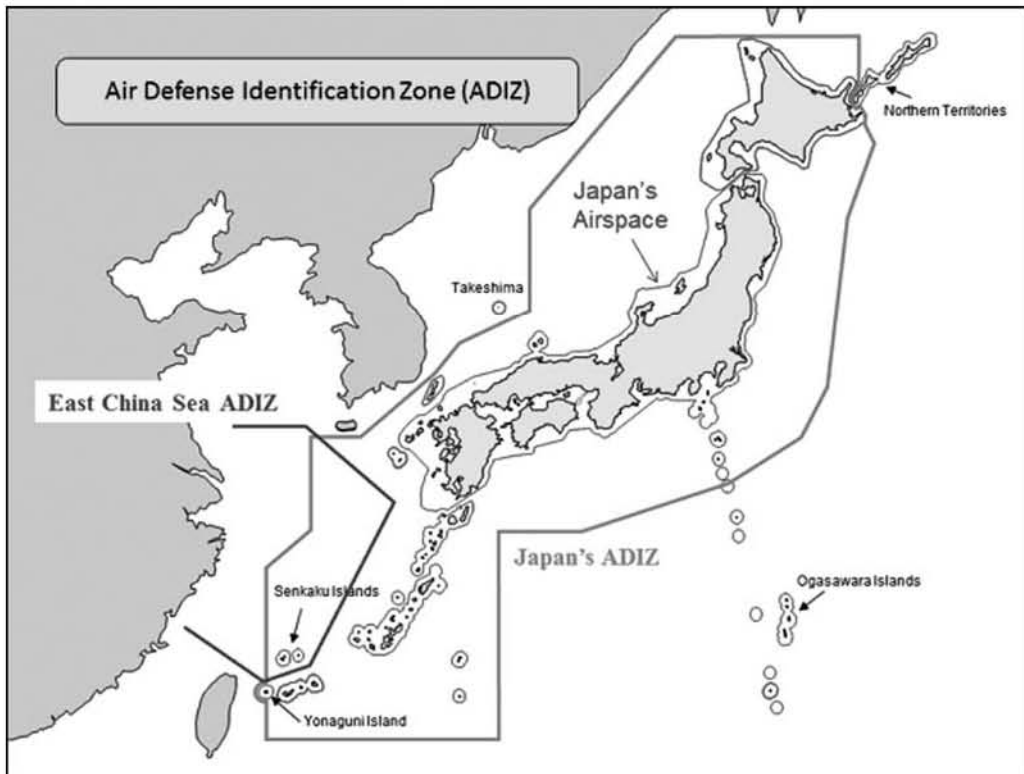 Air Defense Identification Zone (ADIZ)
Northern Territories
Japan's
Airspace
Takeshima
East China Sea ADIZ
Japan's ADIZ
Senkaku Islands
Ogasawara Islands
Yonaguni Island